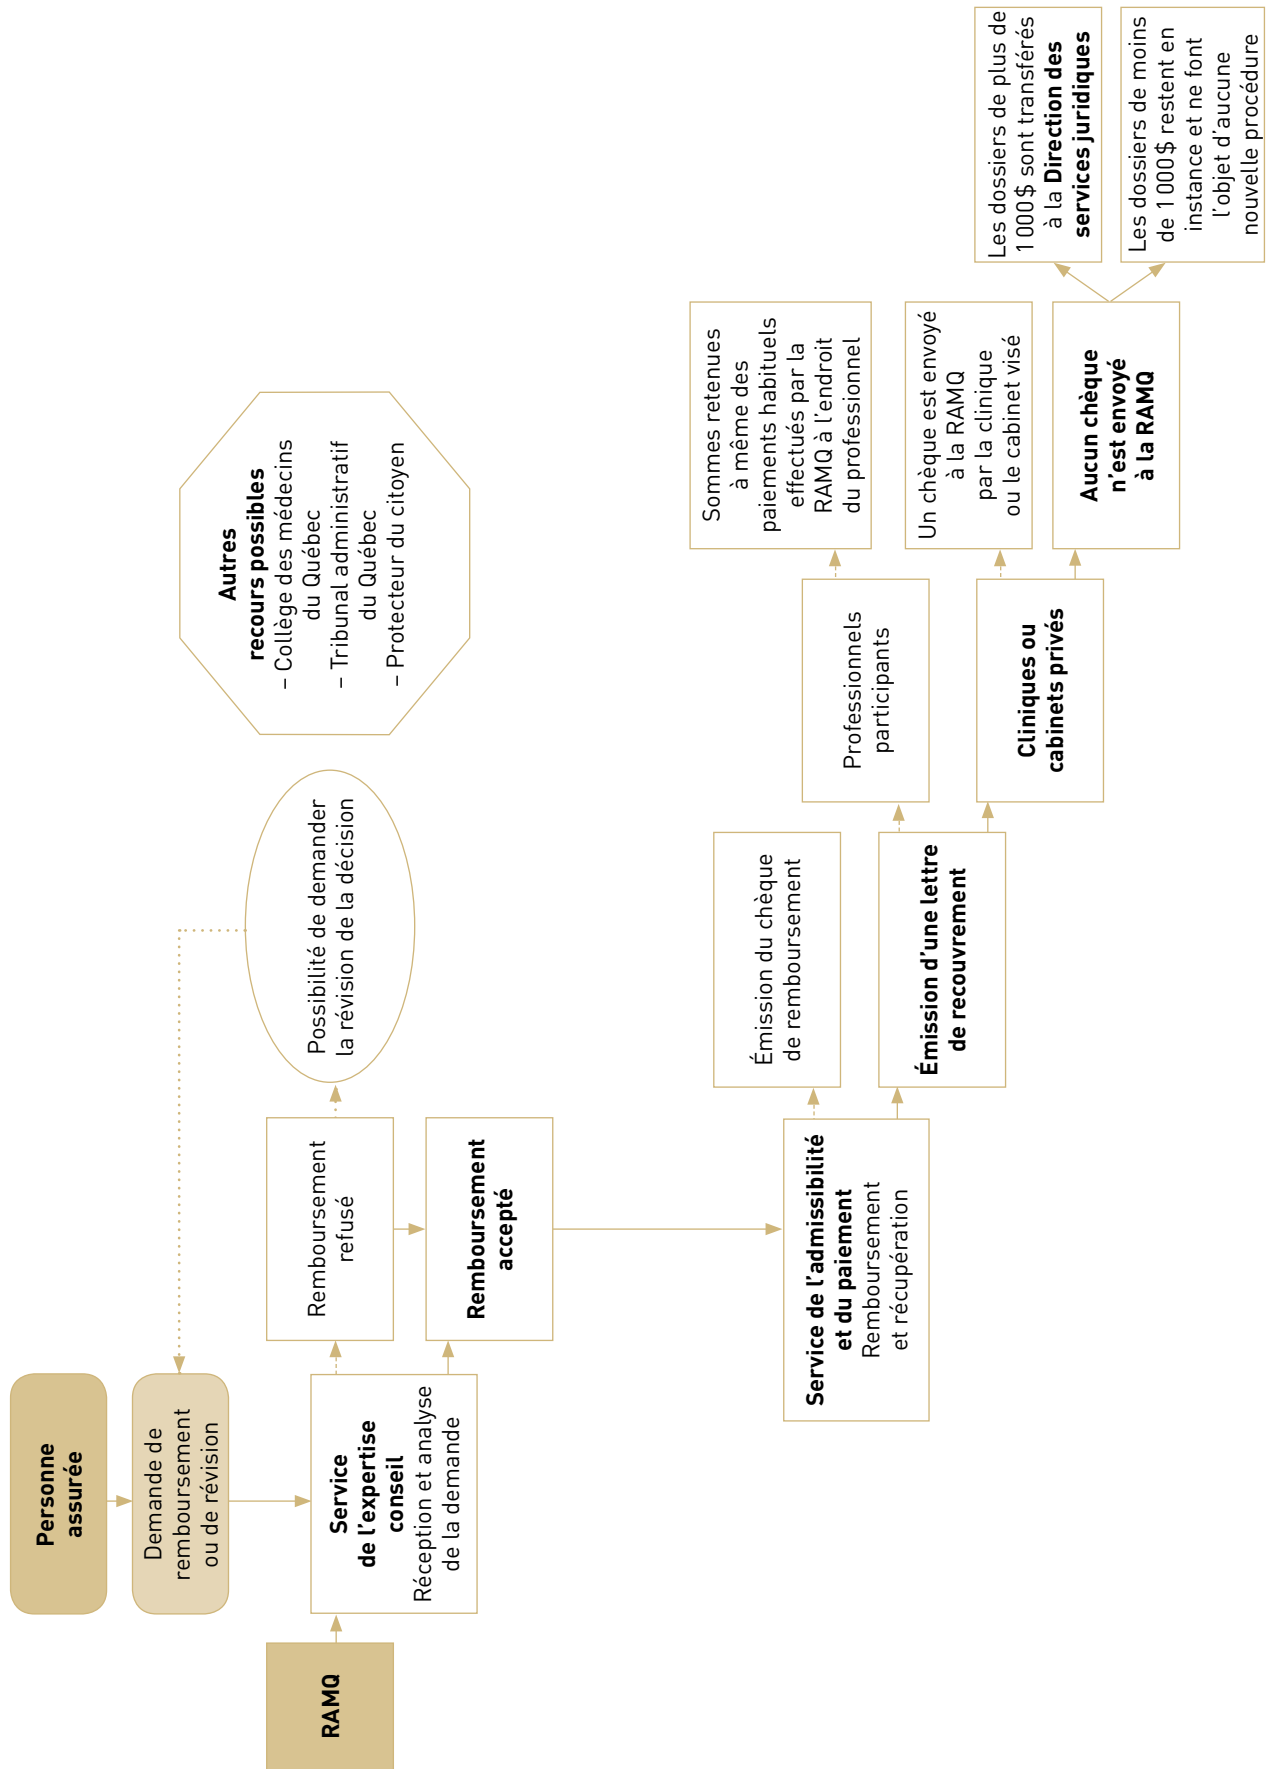 Personne
assurée
Demande de
remboursement
ou de révision
RAMQ
Service
de l'expertise
conseil
Réception et analyse
de la demande
Remboursement
refusé
Remboursement
accepté
Possibilité de demander
la révision de la décision
Autres
recours possibles
– Collège des médecins
du Québec
– Tribunal administratif
du Québec
– Protecteur du citoyen
Service de l'admissibilité
et du paiement
Remboursement
et récupération
Émission du chèque
de remboursement
Émission d'une lettre
de recouvrement
Professionnels
participants
Cliniques ou
cabinets privés
Sommes retenues
à même des
paiements habituels
effectués par la
RAMQ à l'endroit
du professionnel
Un chèque est envoyé
à la RAMQ
par la clinique
ou le cabinet visé
Aucun chèque
n'est envoyé
à la RAMQ
Les dossiers de plus de
1 000 $ sont transférés
à la Direction des
services juridiques
Les dossiers de moins
de 1 000 $ restent en
instance et ne font
l'objet d'aucune
nouvelle procédure